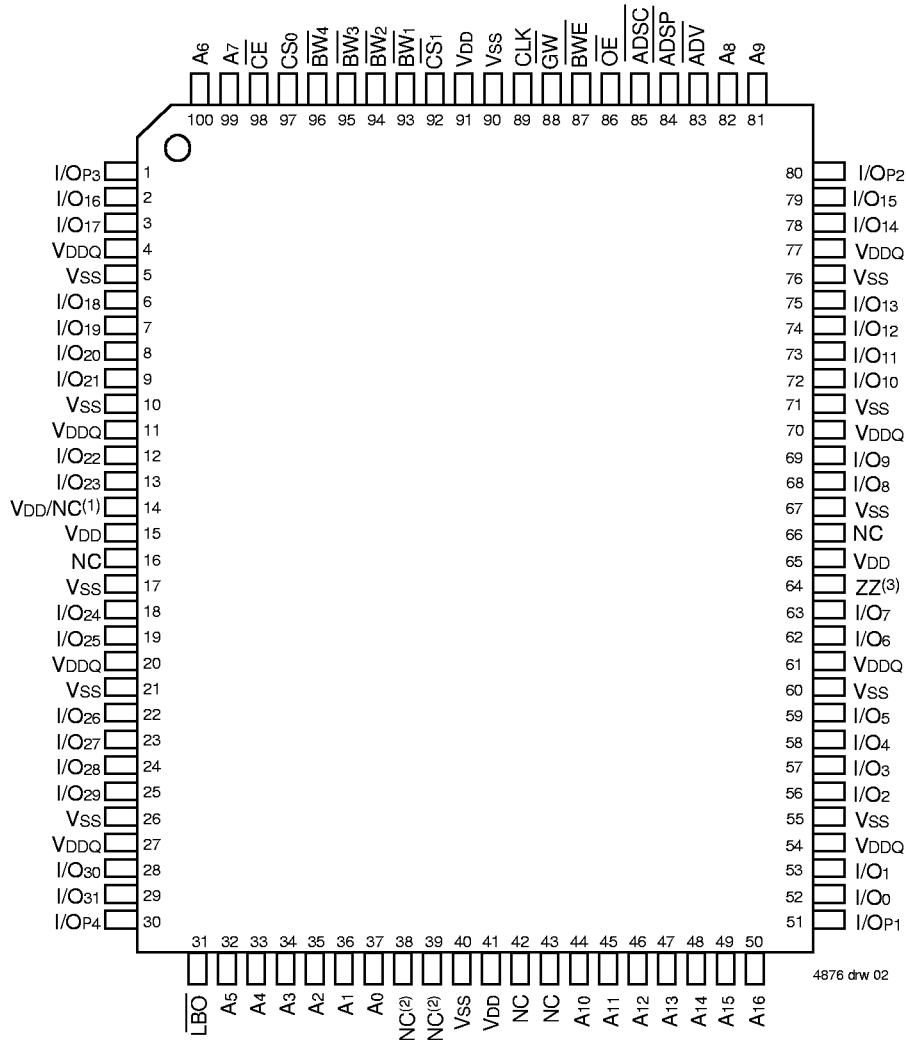 A6 A7 CE CS0 BW4 BW3 BW2 BW1 CS1 VDD VSS CLK GW BWE OE ADSC ADSP ADV A8 A9
100 99 98 97 96 95 94 93 92 91 90 89 88 87 86 85 84 83 82 81
I/OP3 1 80 I/OP2
I/O16 2 79 I/O15
I/O17 3 78 I/O14
VDDQ 4 77 VDDQ
VSS 5 76 VSS
I/O18 6 75 I/O13
I/O19 7 74 I/O12
I/O20 8 73 I/O11
I/O21 9 72 I/O10
VSS 10 71 VSS
VDDQ 11 70 VDDQ
I/O22 12 69 I/O9
I/O23 13 68 I/O8
VDD/NC(1) 14 67 VSS
VDD 15 66 NC
NC 16 65 VDD
VSS 17 64 ZZ(3)
I/O24 18 63 I/O7
I/O25 19 62 I/O6
VDDQ 20 61 VDDQ
VSS 21 60 VSS
I/O26 22 59 I/O5
I/O27 23 58 I/O4
I/O28 24 57 I/O3
I/O29 25 56 I/O2
VSS 26 55 VSS
VDDQ 27 54 VDDQ
I/O30 28 53 I/O1
I/O31 29 52 I/O0
I/OP4 30 51 I/OP1
31 32 33 34 35 36 37 38 39 40 41 42 43 44 45 46 47 48 49 50
LBO A5 A4 A3 A2 A1 A0 NC(2) NC(2) VSS VDD NC NC A10 A11 A12 A13 A14 A15 A16
4876 drw 02